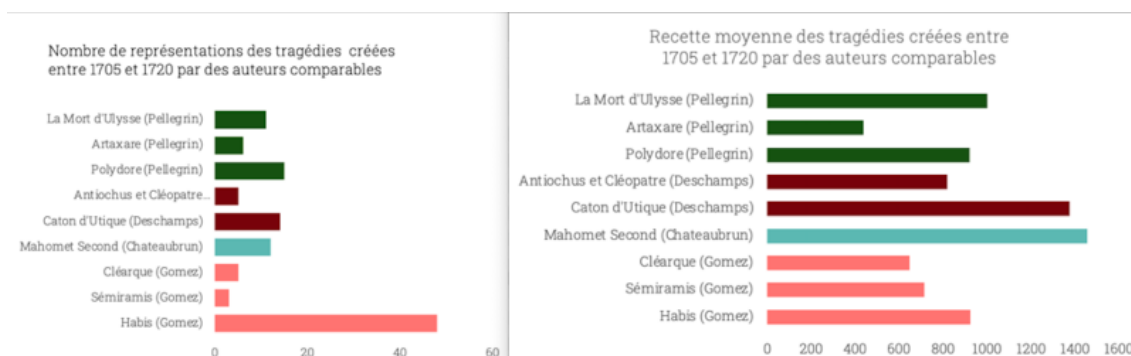 Nombre de représentations des tragédies créées
entre 1705 et 1720 par des auteurs comparables
La Mort d'Ulysse (Pellegrin)
Artaxare (Pellegrin)
Polydore (Pellegrin)
Antiochus et Cléopatre...
Caton d'Utique (Deschamps)
Mahomet Second (Chateaubrun)
Cléarque (Gomez)
Sémiramis (Gomez)
Habis (Gomez)
0 20 40 60
Recette moyenne des tragédies créées entre
1705 et 1720 par des auteurs comparables
La Mort d'Ulysse (Pellegrin)
Artaxare (Pellegrin)
Polydore (Pellegrin)
Antiochus et Cléopatre (Deschamps)
Caton d'Utique (Deschamps)
Mahomet Second (Chateaubrun)
Cléarque (Gomez)
Sémiramis (Gomez)
Habis (Gomez)
0 200 400 600 800 1000 1200 1400 1600